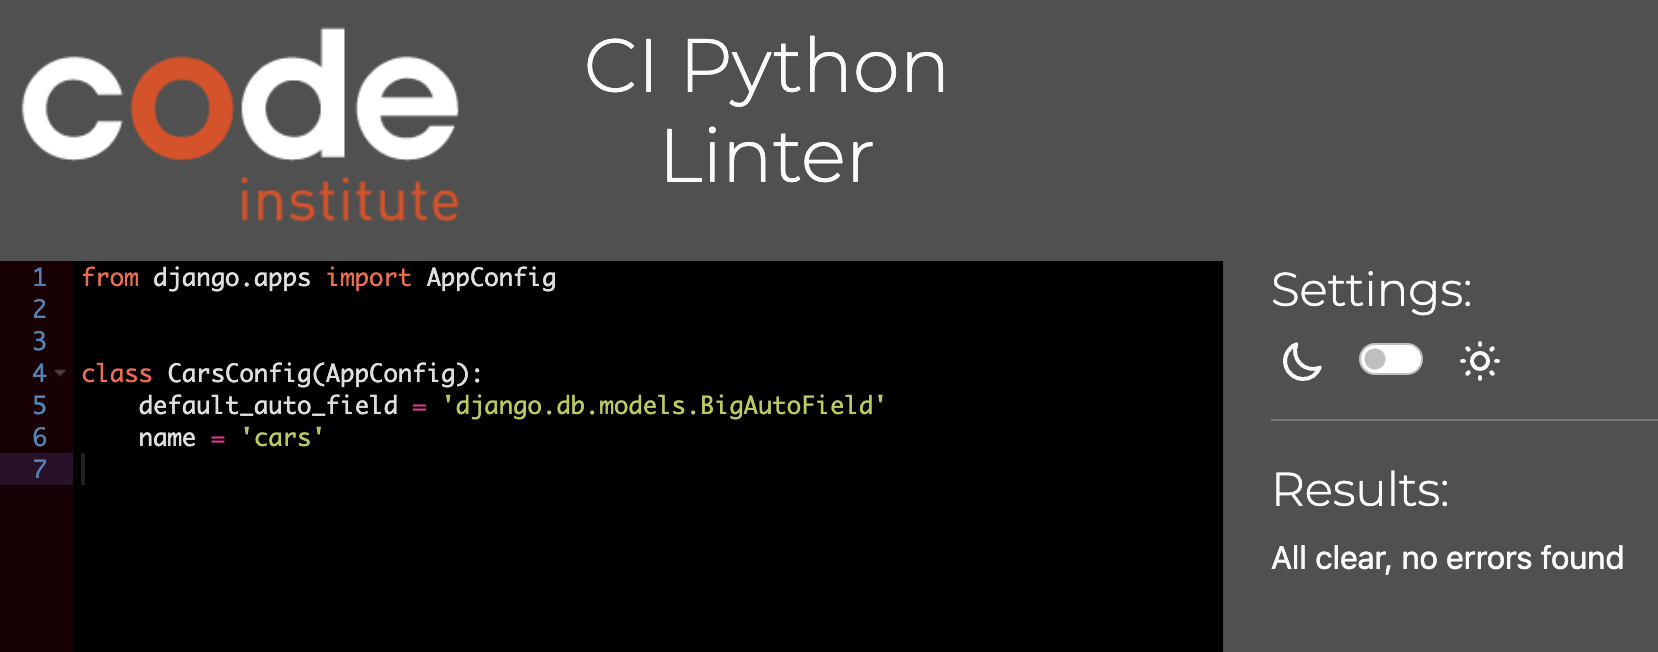 code
institute
CI Python
Linter
1 from django.apps import AppConfig
2
3
4 class CarsConfig(AppConfig):
5     default_auto_field = 'django.db.models.BigAutoField'
6     name = 'cars'
7
Settings:
Results:
All clear, no errors found